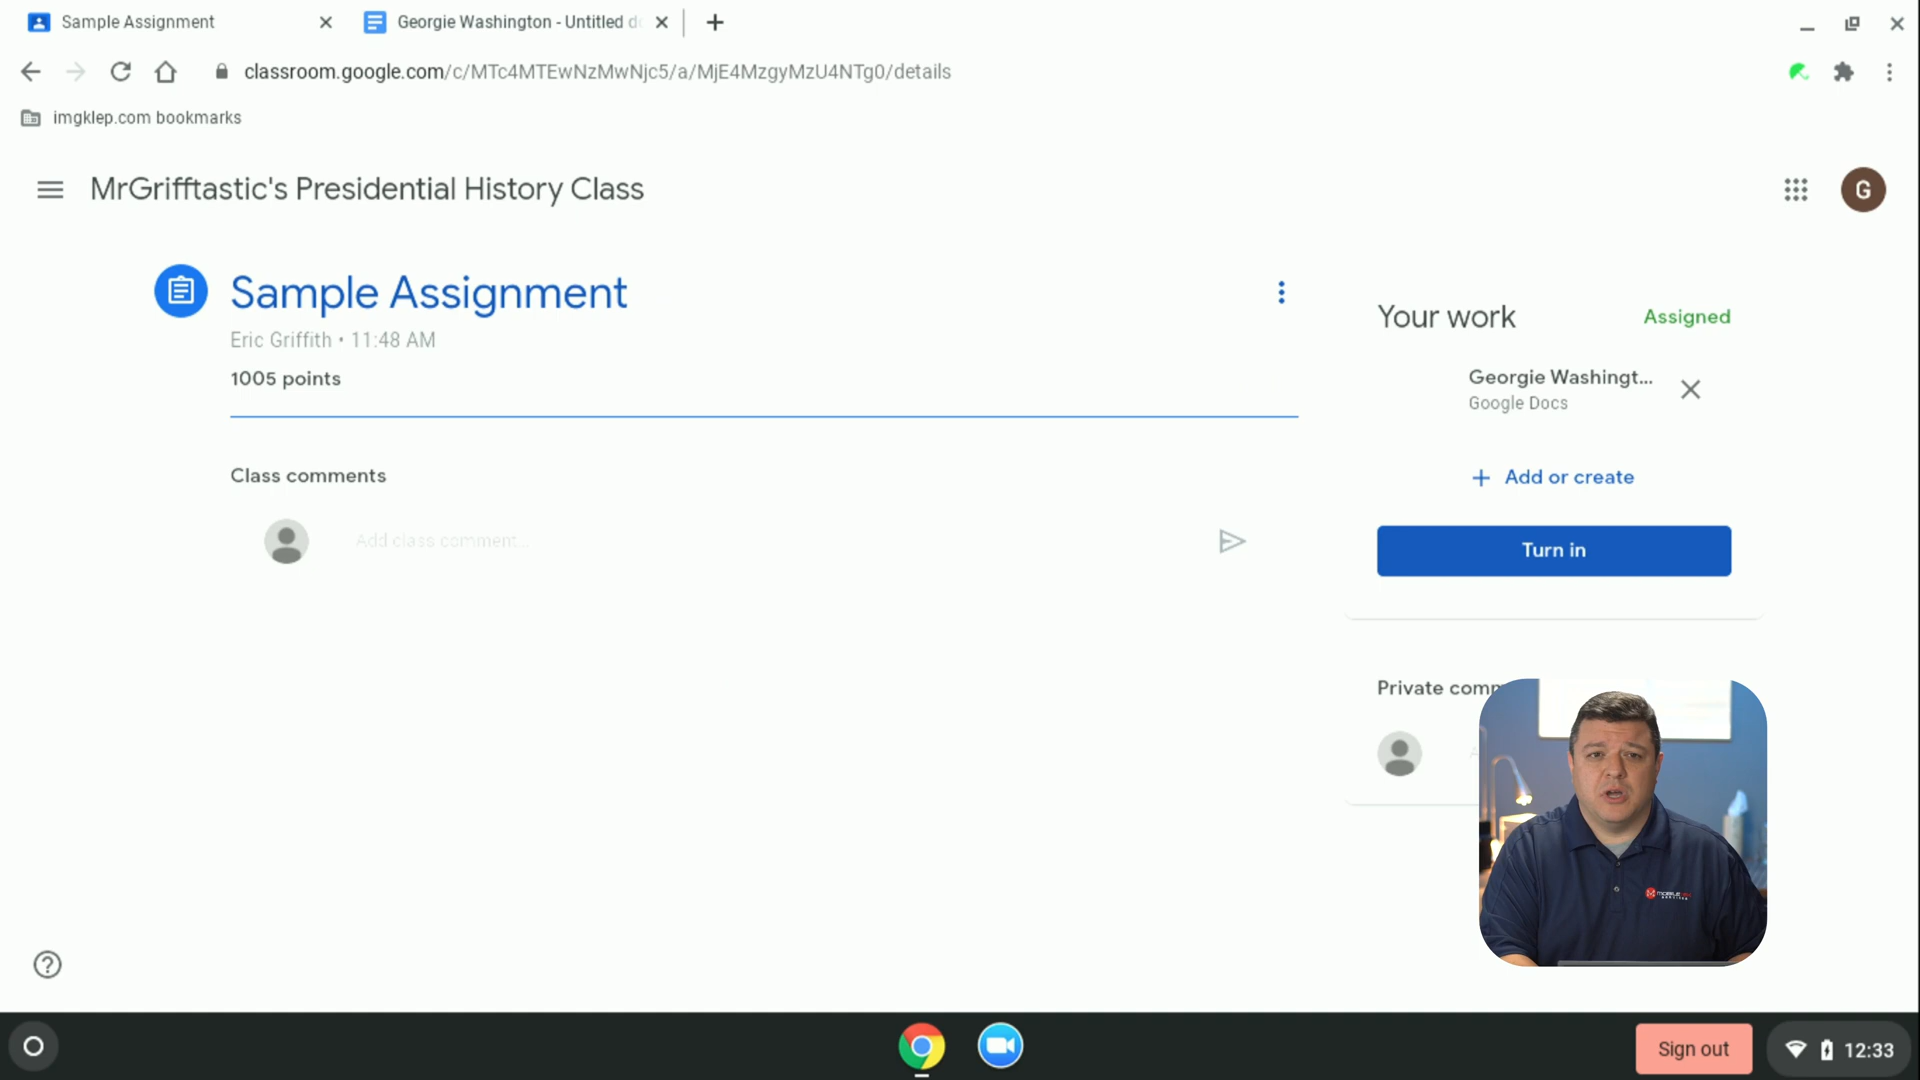 Sample Assignment
Georgie Washington - Untitled d
classroom.google.com/c/MTc4MTEwNzMwNjc5/a/MjE4MzgyMzU4NTg0/details
imgklep.com bookmarks
MrGrifftastic's Presidential History Class
G
Sample Assignment
Eric Griffith • 11:48 AM
1005 points
Your work
Assigned
Georgie Washingt...
Google Docs
+ Add or create
Turn in
Class comments
Add class comment...
Private comm
Sign out
12:33